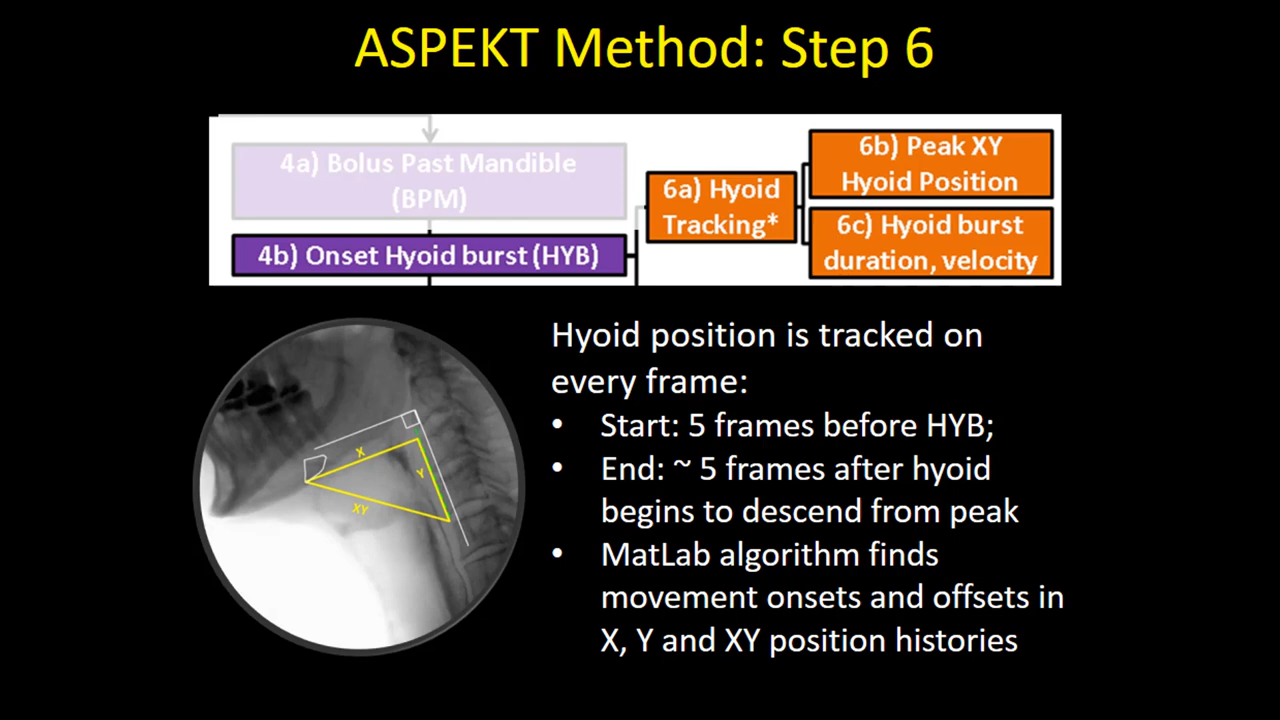 ASPEKT Method: Step 6
4a) Bolus Past Mandible
(BPM)
4b) Onset Hyoid burst (HYB)
6a) Hyoid
Tracking*
6b) Peak XY
Hyoid Position
6c) Hyoid burst
duration, velocity
X
Y
XY
Hyoid position is tracked on
every frame:
• Start: 5 frames before HYB;
• End: ~ 5 frames after hyoid
begins to descend from peak
• MatLab algorithm finds
movement onsets and offsets in
X, Y and XY position histories